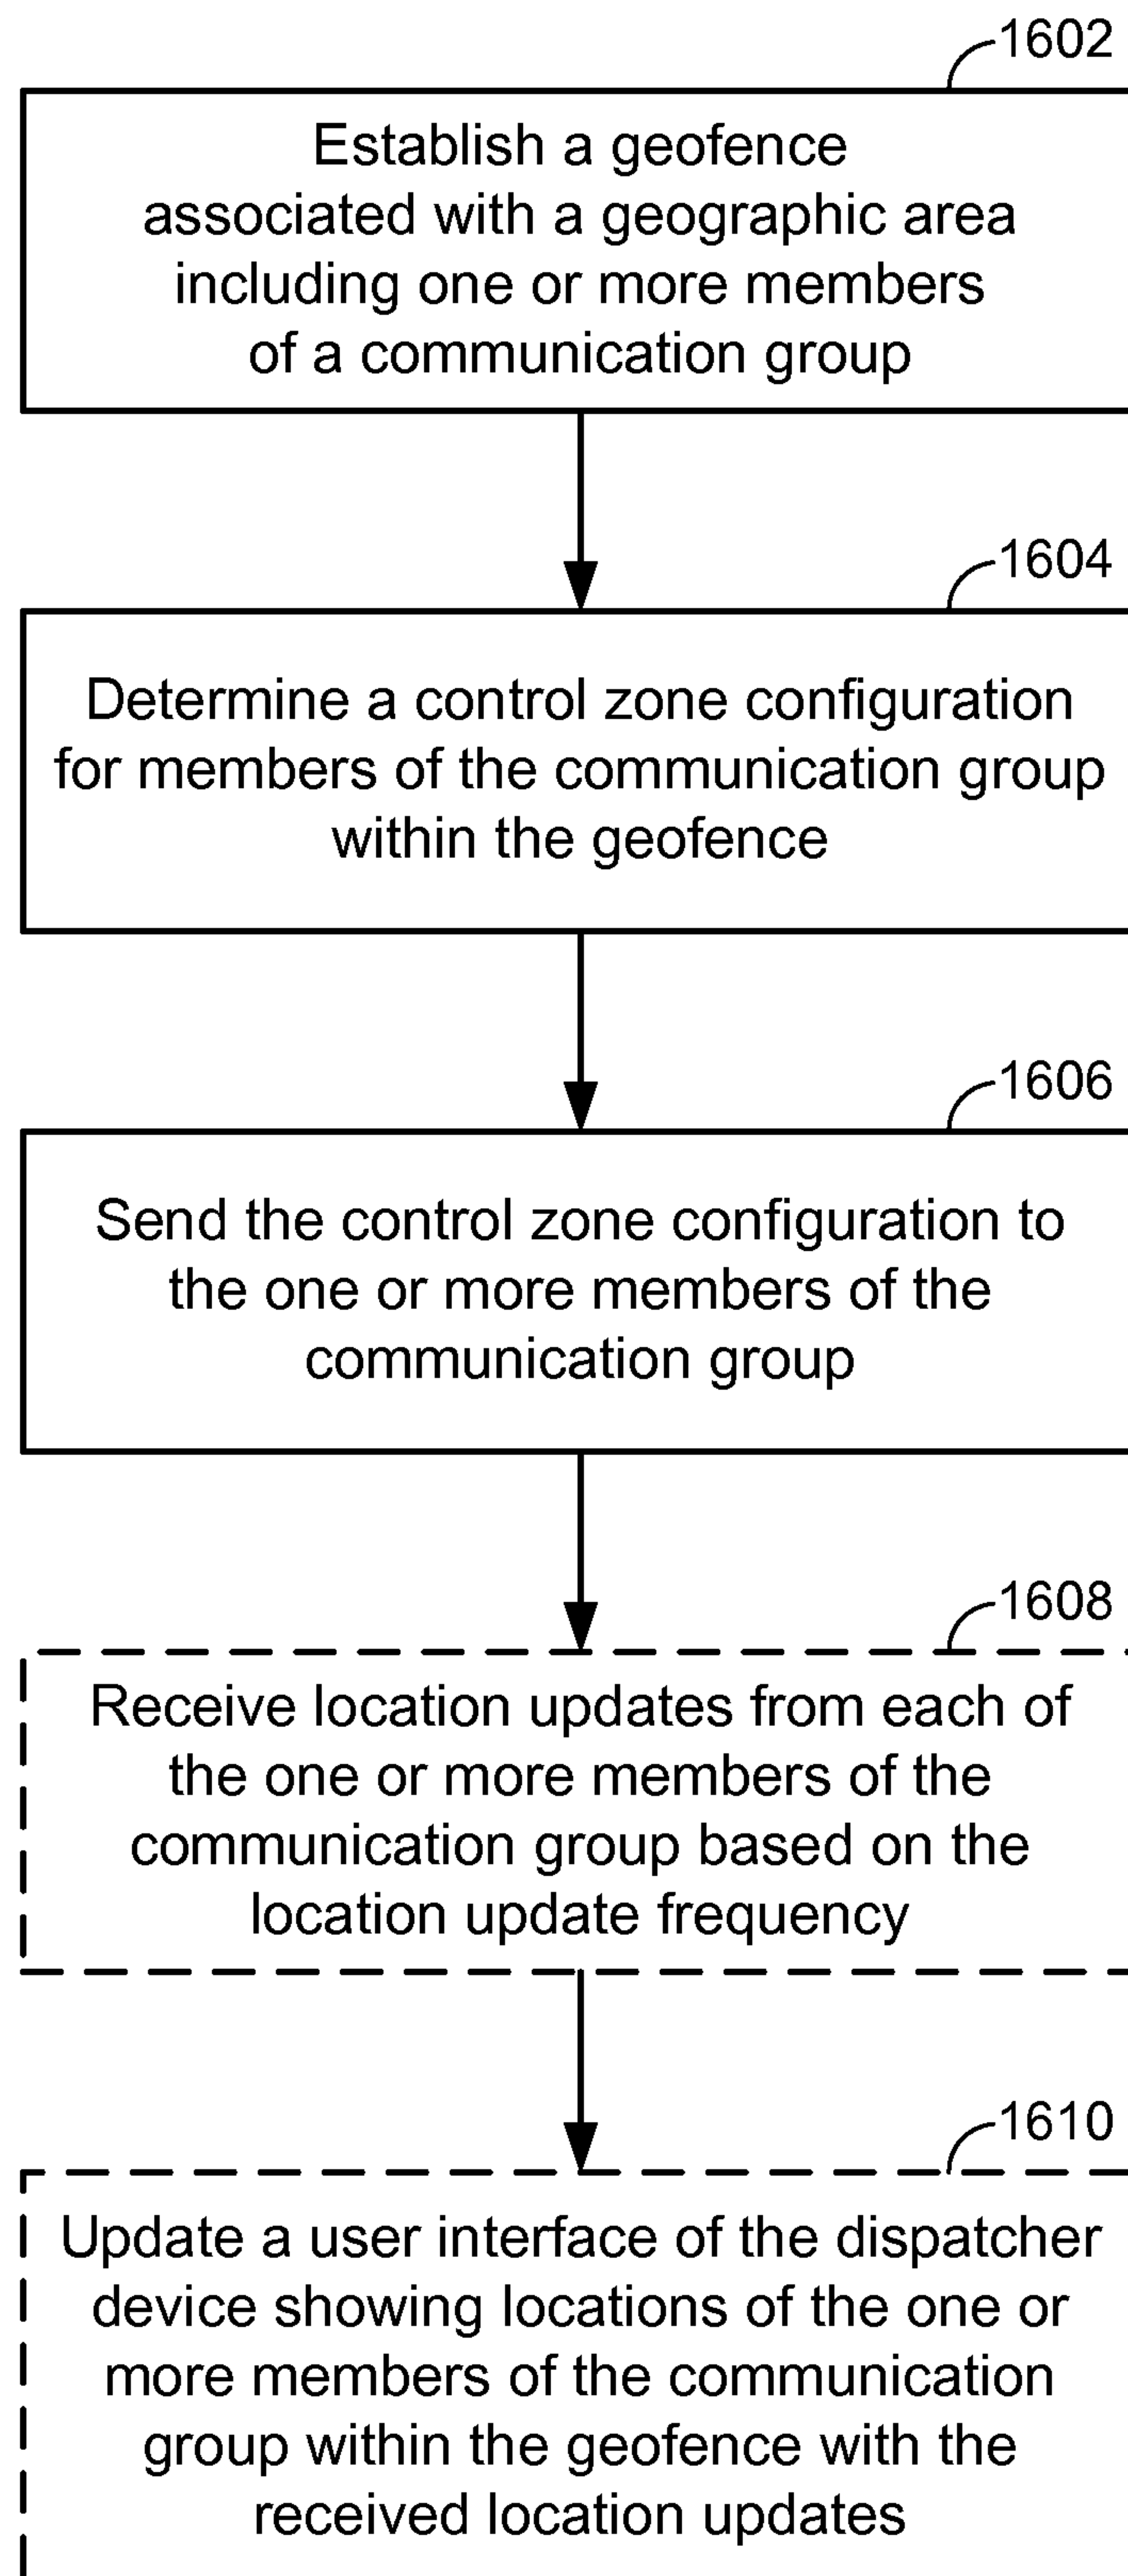 1602
Establish a geofence
associated with a geographic area
including one or more members
of a communication group
1604
Determine a control zone configuration
for members of the communication group
within the geofence
1606
Send the control zone configuration to
the one or more members of the
communication group
1608
Receive location updates from each of
the one or more members of the
communication group based on the
location update frequency
1610
Update a user interface of the dispatcher
device showing locations of the one or
more members of the communication
group within the geofence with the
received location updates